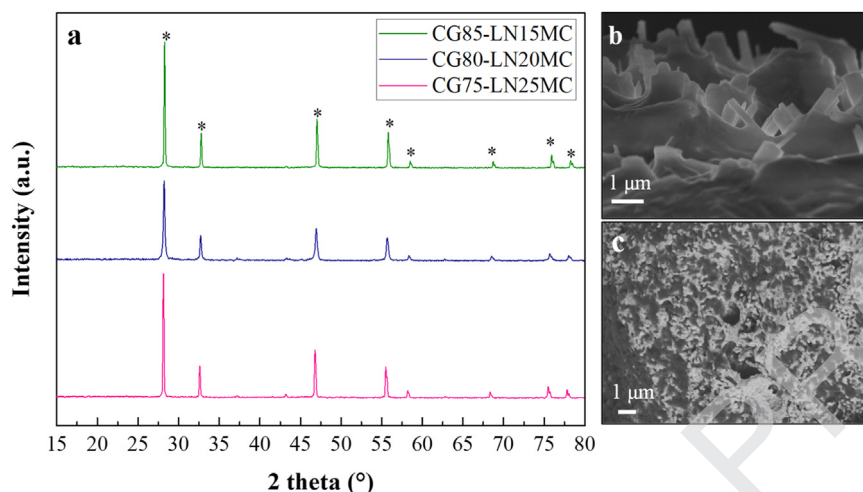 a
CG85-LN15MC
CG80-LN20MC
CG75-LN25MC
*
*
*
*
*
*
*
*
Intensity (a.u.)
15 20 25 30 35 40 45 50 55 60 65 70 75 80
2 theta (°)
b
1 μm
c
1 μm